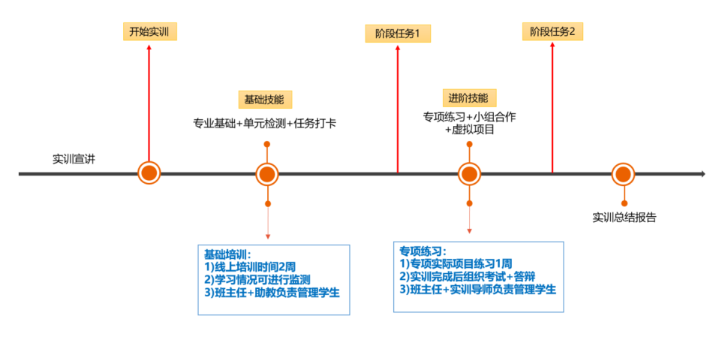 开始实训
阶段任务1
阶段任务2
基础技能
进阶技能
专业基础+单元检测+任务打卡
专项练习+小组合作
+虚拟项目
实训宣讲
实训总结报告
基础培训：
1)线上培训时间2周
2)学习情况可进行监测
3)班主任+助教负责管理学生
专项练习：
1)专项实际项目练习1周
2)实训完成后组织考试+答辩
3)班主任+实训导师负责管理学生